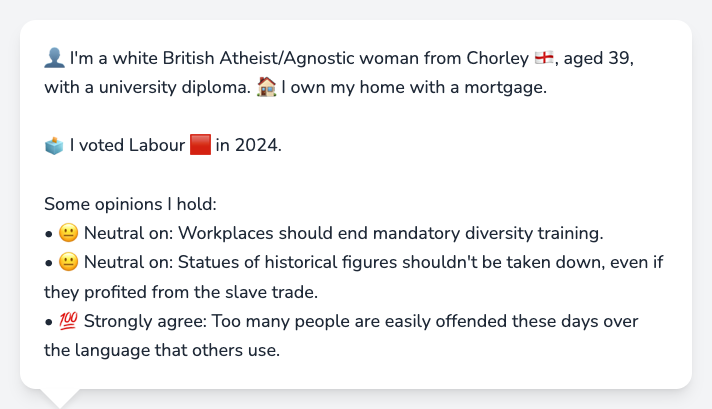 👤 I'm a white British Atheist/Agnostic woman from Chorley 🏴󠁧󠁢󠁥󠁮󠁧󠁿, aged 39,
with a university diploma. 🏠 I own my home with a mortgage.
🗳️ I voted Labour 🟥 in 2024.
Some opinions I hold:
• 😐 Neutral on: Workplaces should end mandatory diversity training.
• 😐 Neutral on: Statues of historical figures shouldn't be taken down, even if
they profited from the slave trade.
• 💯 Strongly agree: Too many people are easily offended these days over
the language that others use.